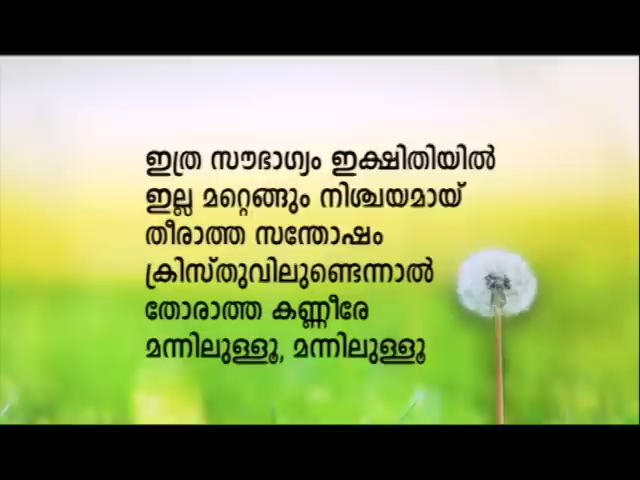 ഇത്ര സൗഭാഗ്യം ഇക്ഷിതിയിൽ
ഇല്ല മറ്റെങ്ങും നിശ്ചയമായ്
തീരാത്ത സന്തോഷം
ക്രിസ്തുവിലുണ്ടെന്നാൽ
തോരാത്ത കണ്ണീരേ
മന്നിലുള്ളൂ, മന്നിലുള്ളൂ